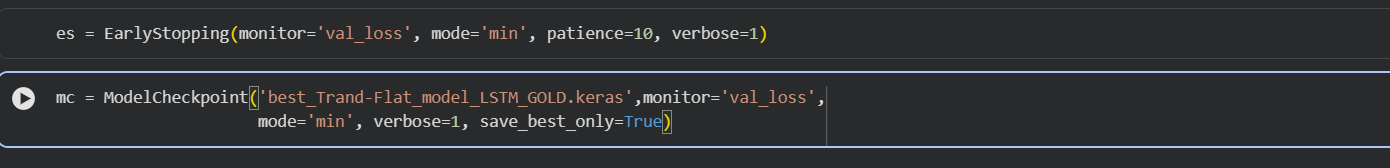 es = EarlyStopping(monitor='val_loss', mode='min', patience=10, verbose=1)
mc = ModelCheckpoint('best_Trand-Flat_model_LSTM_GOLD.keras',monitor='val_loss',
mode='min', verbose=1, save_best_only=True)